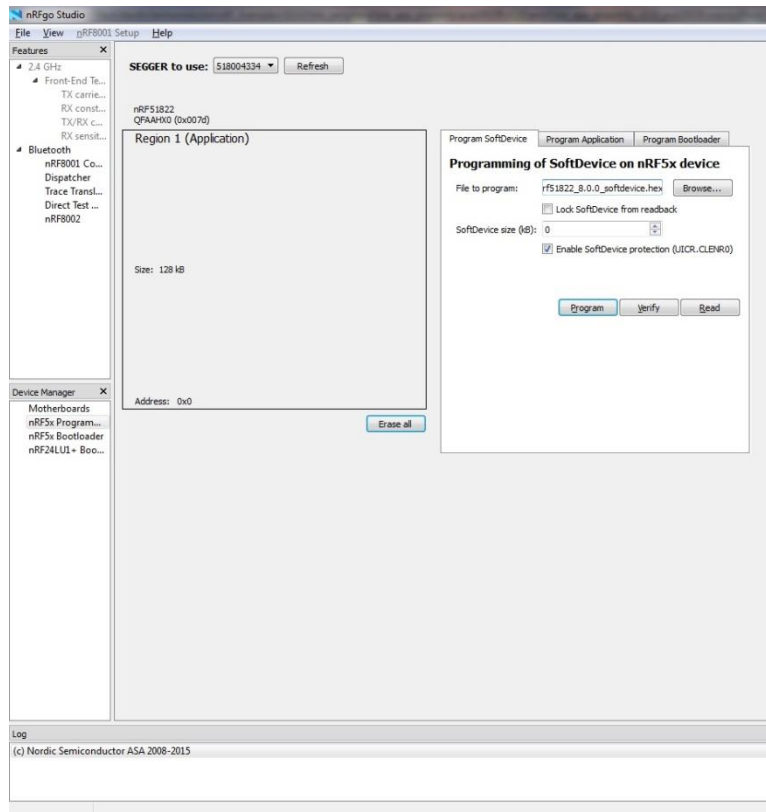 nRFgo Studio
File View nRF8001 Setup Help
Features
2.4 GHz
Front-End Te...
TX carrie...
RX const...
TX/RX c...
RX sensit...
Bluetooth
nRF8001 Co...
Dispatcher
Trace Transl...
Direct Test ...
nRF8002
Device Manager
Motherboards
nRF5x Program...
nRF5x Bootloader
nRF24LU1+ Boo...
SEGGER to use: 518004334 Refresh
nRF51822
QFAAHX0 (0x007d)
Region 1 (Application)
Size: 128 kB
Address: 0x0
Erase all
Program SoftDevice Program Application Program Bootloader
Programming of SoftDevice on nRF5x device
File to program: rf51822_8.0.0_softdevice.hex Browse...
Lock SoftDevice from readback
SoftDevice size (kB): 0
Enable SoftDevice protection (UICR.CLENR0)
Program Verify Read
Log
(c) Nordic Semiconductor ASA 2008-2015